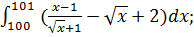 ∫₁₀₀¹⁰¹ (x−1/√x+1 − √x + 2)dx;